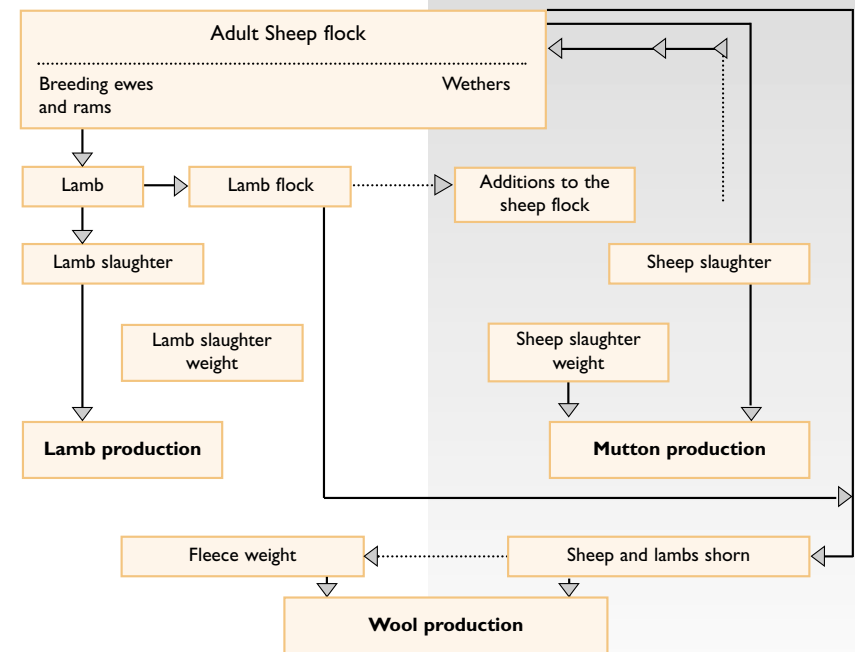 Adult Sheep flock
Breeding ewes
and rams
Wethers
Lamb
Lamb flock
Additions to the
sheep flock
Lamb slaughter
Sheep slaughter
Lamb slaughter
weight
Sheep slaughter
weight
Lamb production
Mutton production
Fleece weight
Sheep and lambs shorn
Wool production